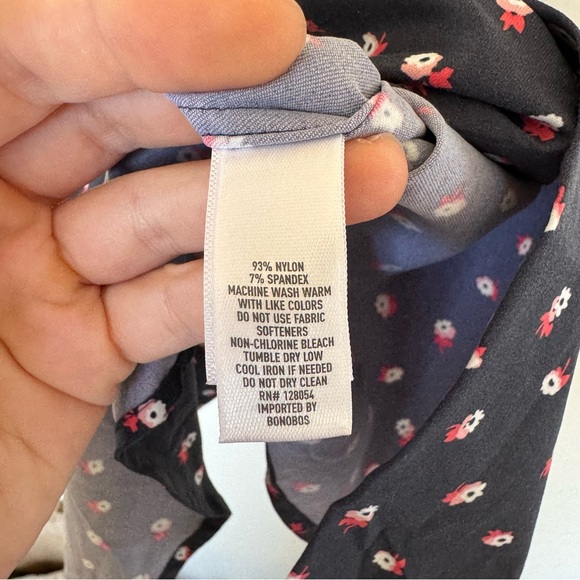 93% NYLON
7% SPANDEX
MACHINE WASH WARM
WITH LIKE COLORS
DO NOT USE FABRIC
SOFTENERS
NON-CHLORINE BLEACH
TUMBLE DRY LOW
COOL IRON IF NEEDED
DO NOT DRY CLEAN
RN# 128054
IMPORTED BY
BONOBOS